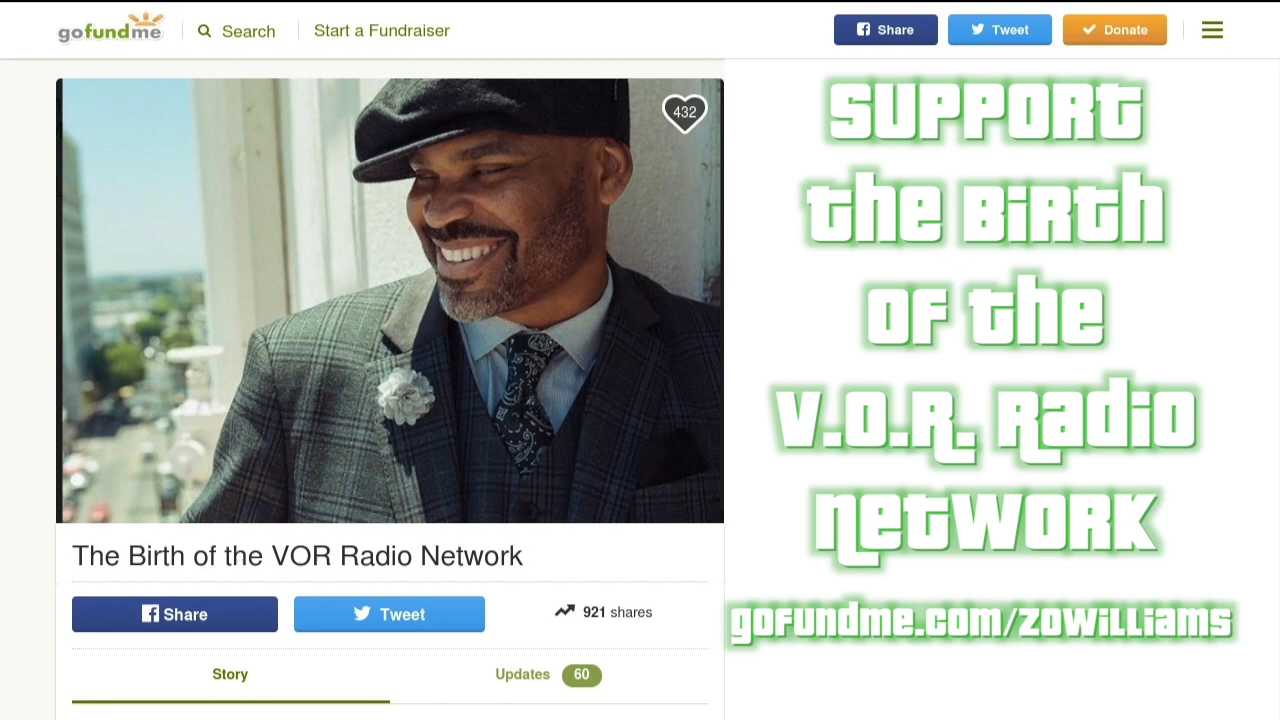 gofundme
Search
Start a Fundraiser
Share
Tweet
Donate
432
SUPPORT
the BiRth
OF the
V.O.R. Radio
NetWORK
gofundme.com/zowilliams
The Birth of the VOR Radio Network
Share
Tweet
921 shares
Story
Updates 60